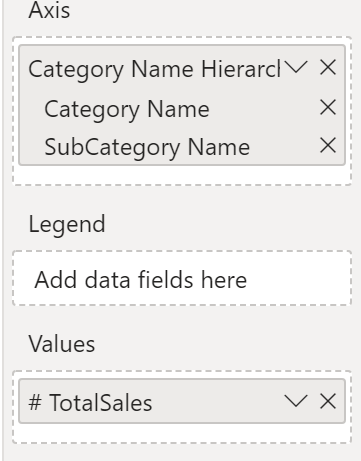 Axis
Category Name Hierarcl
Category Name
SubCategory Name
Legend
Add data fields here
Values
# TotalSales